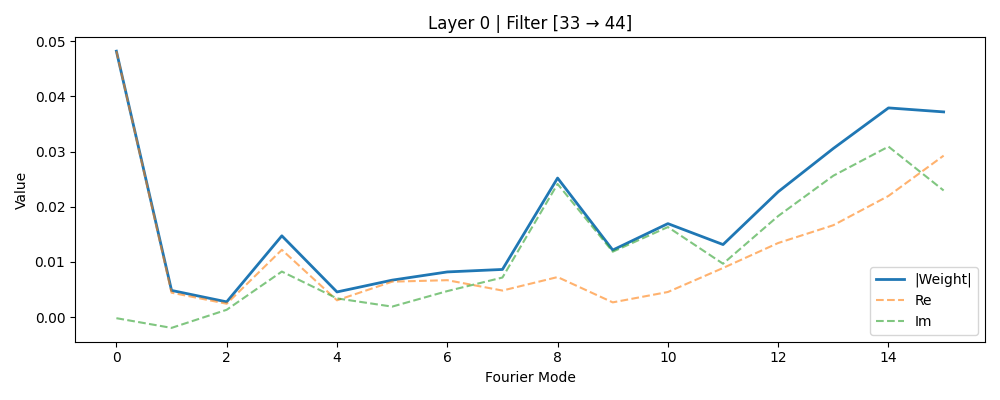 Layer 0 | Filter [33 → 44]
Value
0.05
0.04
0.03
0.02
0.01
0.00
0 2 4 6 8 10 12 14
Fourier Mode
|Weight|
Re
Im